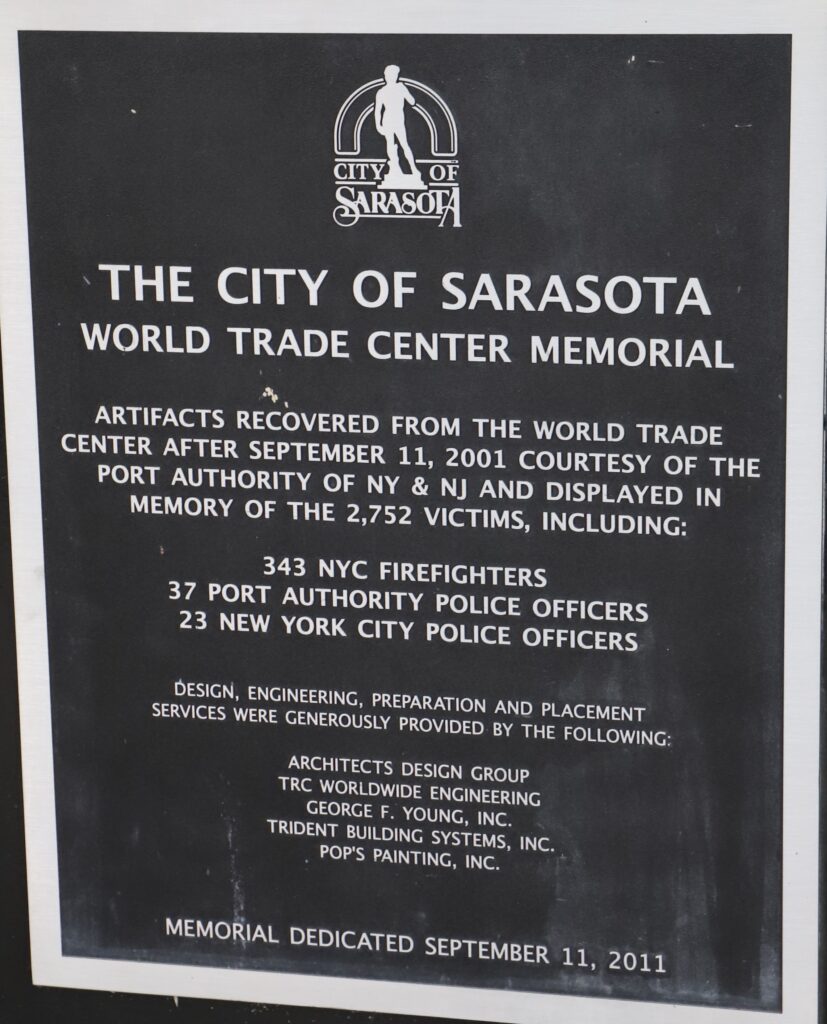 CITY OF
SARASOTA
THE CITY OF SARASOTA
WORLD TRADE CENTER MEMORIAL
ARTIFACTS RECOVERED FROM THE WORLD TRADE
CENTER AFTER SEPTEMBER 11, 2001 COURTESY OF THE
PORT AUTHORITY OF NY & NJ AND DISPLAYED IN
MEMORY OF THE 2,752 VICTIMS, INCLUDING:
343 NYC FIREFIGHTERS
37 PORT AUTHORITY POLICE OFFICERS
23 NEW YORK CITY POLICE OFFICERS
DESIGN, ENGINEERING, PREPARATION AND PLACEMENT
SERVICES WERE GENEROUSLY PROVIDED BY THE FOLLOWING:
ARCHITECTS DESIGN GROUP
TRC WORLDWIDE ENGINEERING
GEORGE F. YOUNG, INC.
TRIDENT BUILDING SYSTEMS, INC.
POP'S PAINTING, INC.
MEMORIAL DEDICATED SEPTEMBER 11, 2011